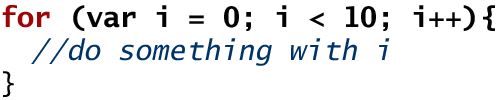 for (var i = 0; i < 10; i++){
  //do something with i
}